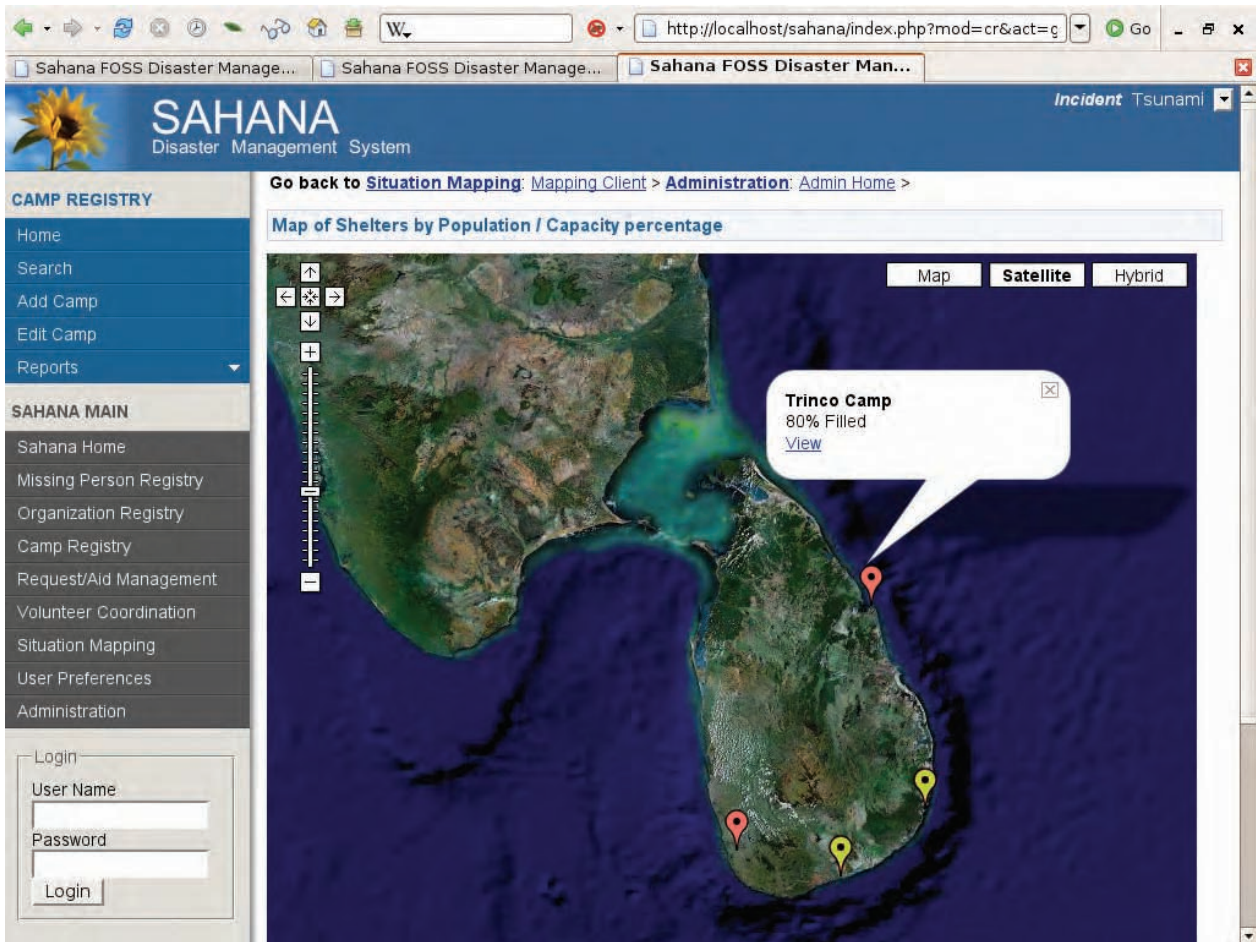 W
http://localhost/sahana/index.php?mod=cr&act=g
Go
Sahana FOSS Disaster Manage...
Sahana FOSS Disaster Manage...
Sahana FOSS Disaster Man...
SAHANA
Disaster Management System
Incident Tsunami
Go back to Situation Mapping: Mapping Client > Administration: Admin Home >
Map of Shelters by Population / Capacity percentage
CAMP REGISTRY
Home
Search
Add Camp
Edit Camp
Reports
SAHANA MAIN
Sahana Home
Missing Person Registry
Organization Registry
Camp Registry
Request/Aid Management
Volunteer Coordination
Situation Mapping
User Preferences
Administration
Login
User Name
Password
Login
Map
Satellite
Hybrid
Trinco Camp
80% Filled
View